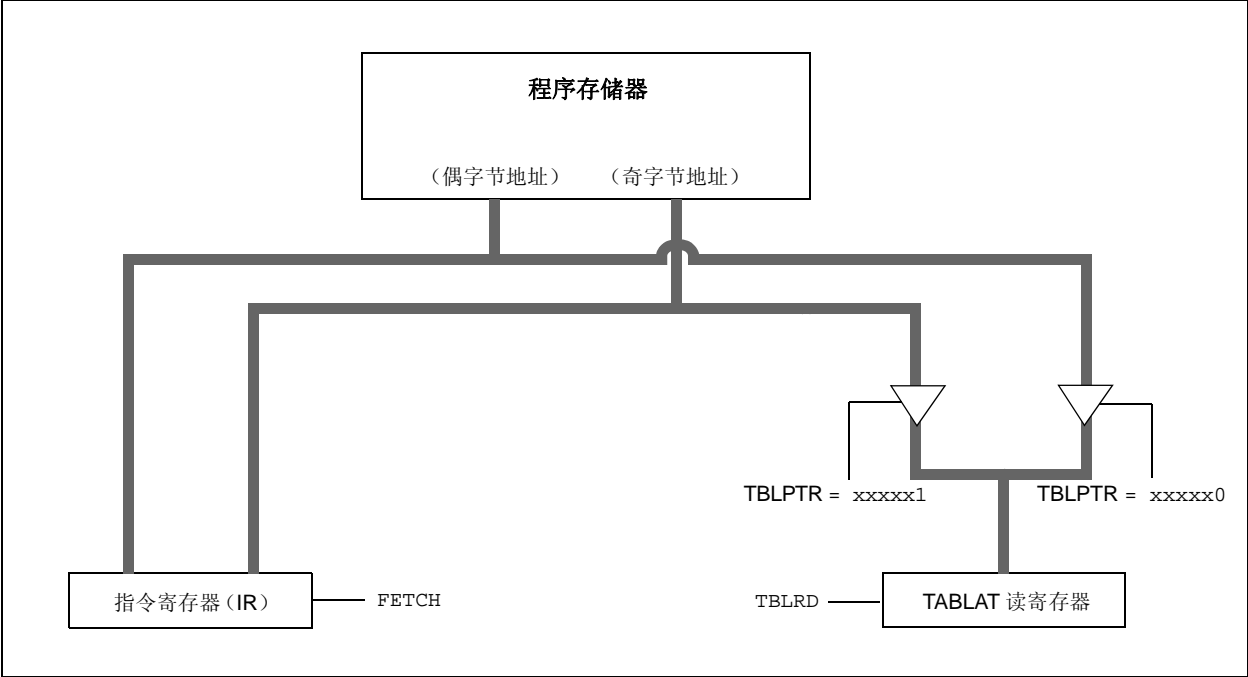 程序存储器
（偶字节地址） （奇字节地址）
TBLPTR = xxxxx1 TBLPTR = xxxxx0
指令寄存器（IR） FETCH TBLRD TABLAT 读寄存器